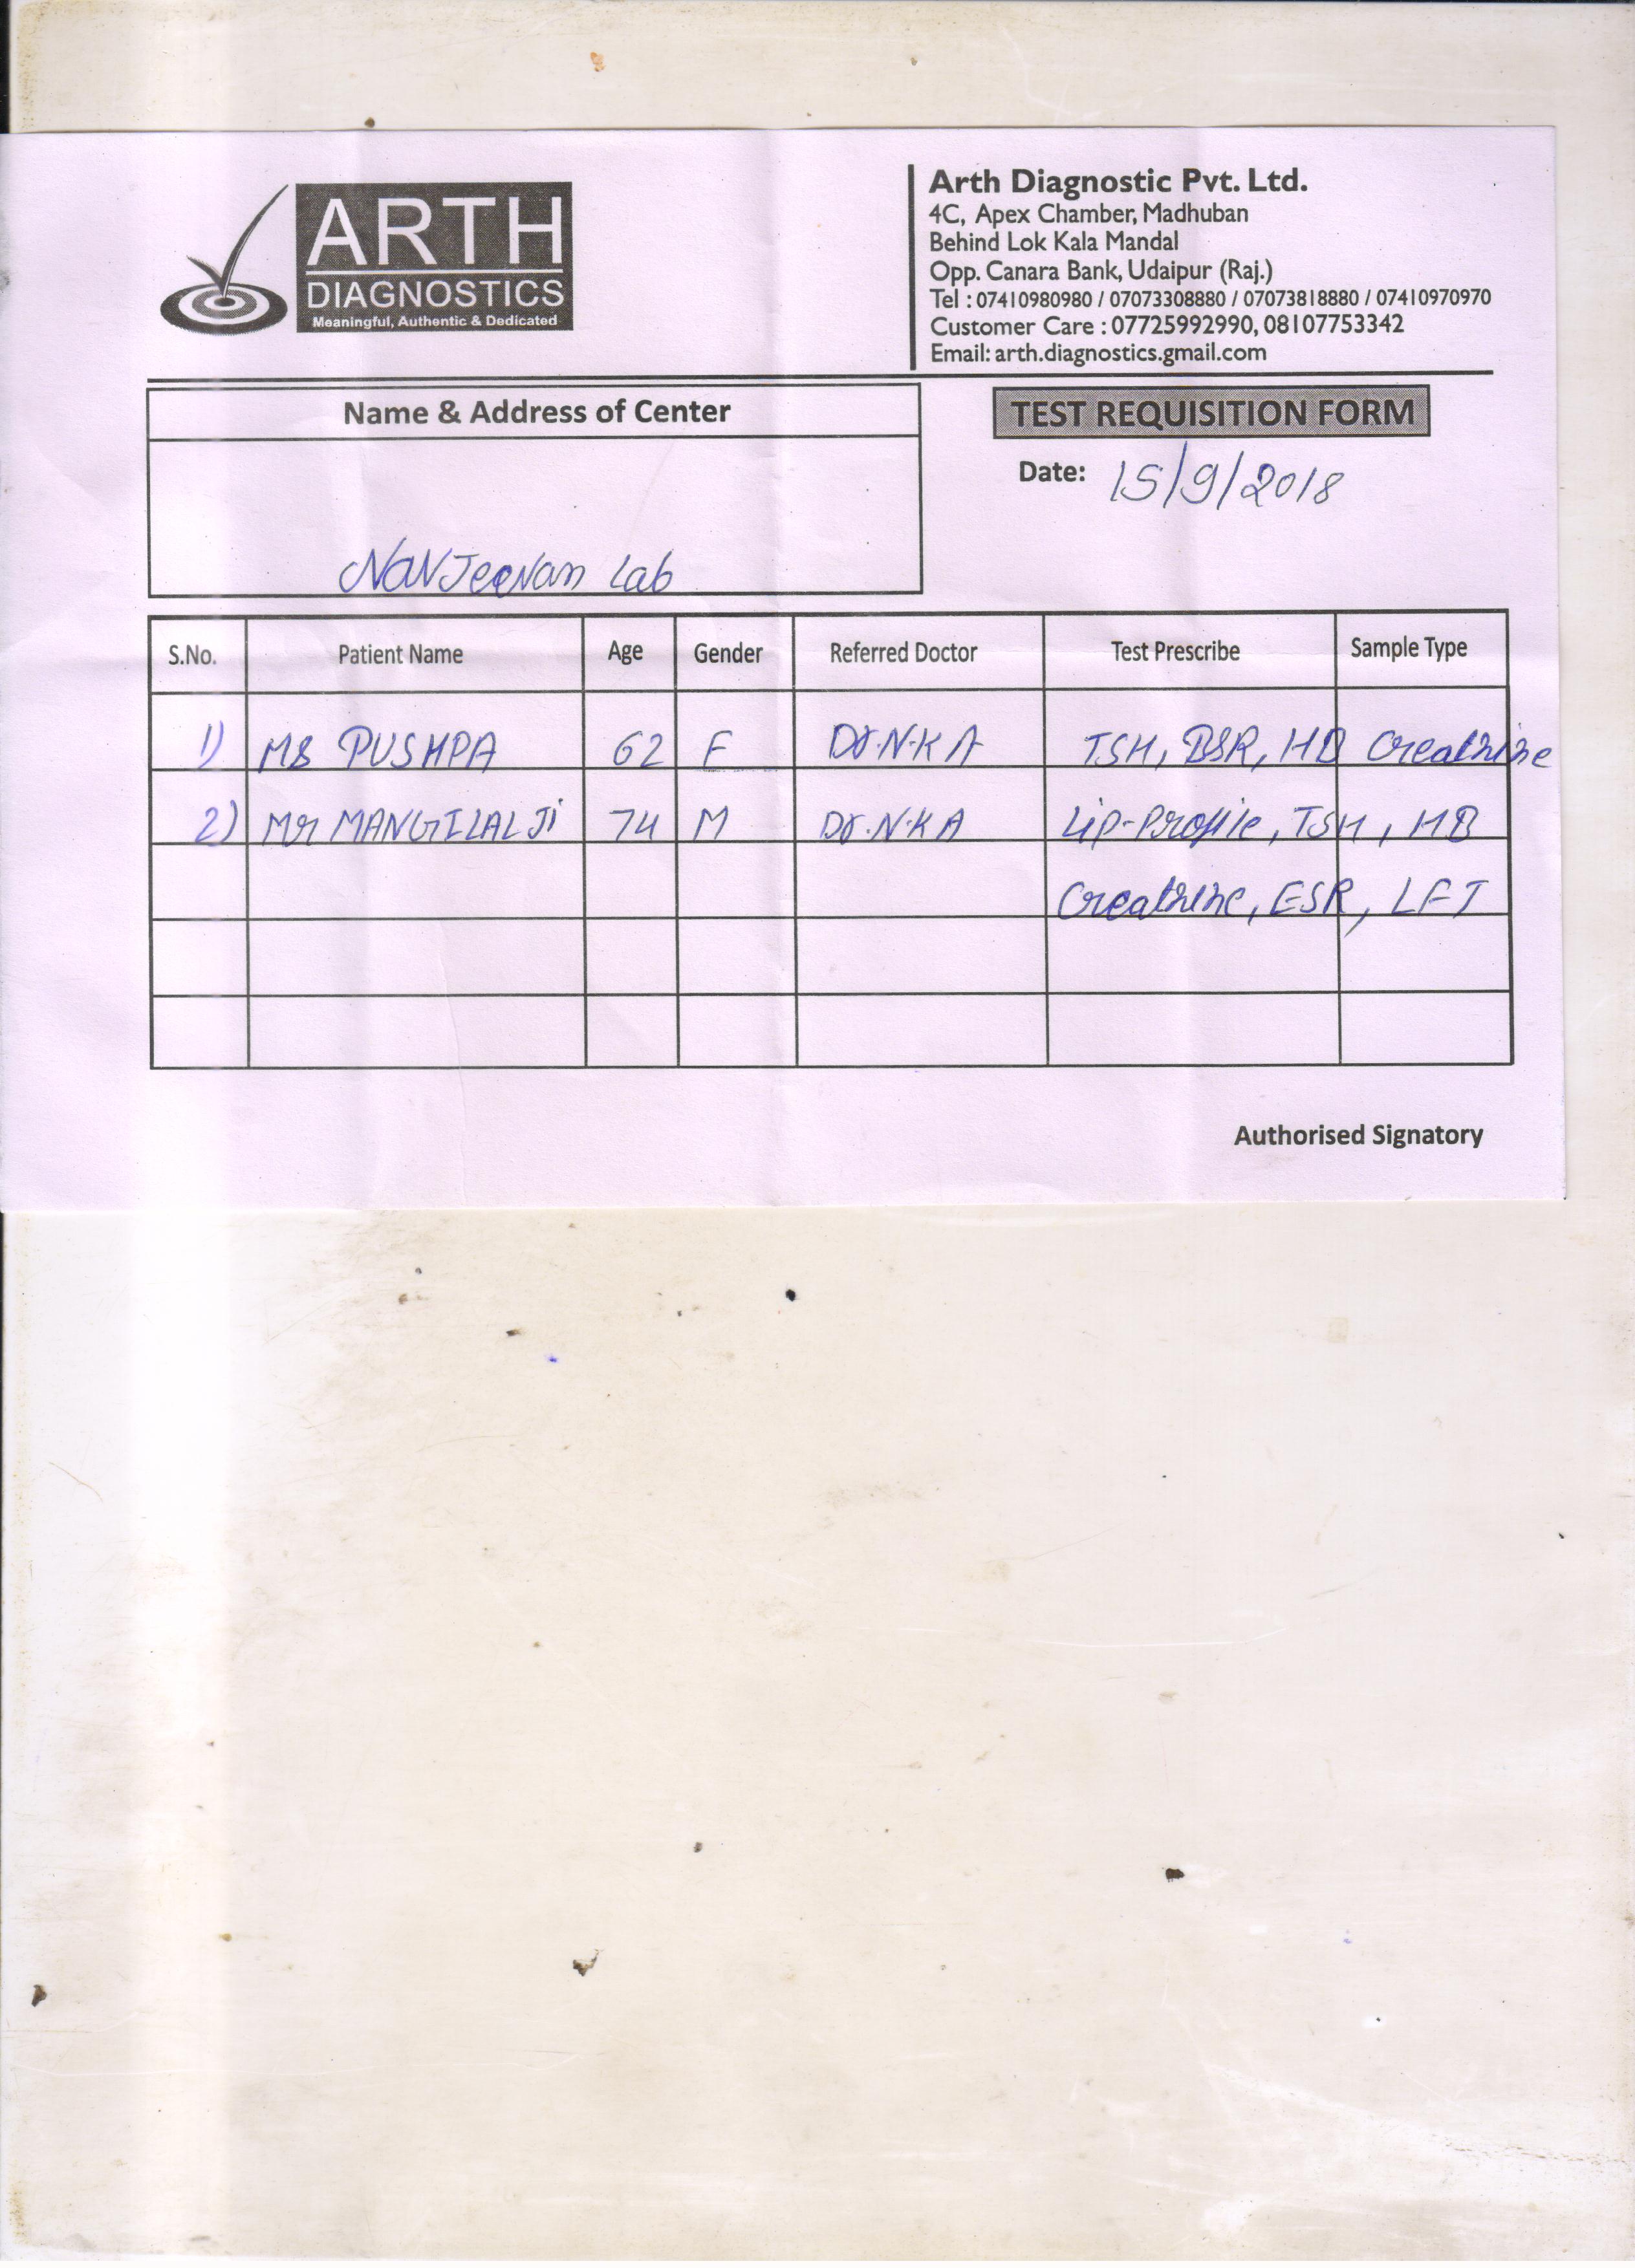 ARTH
DIAGNOSTICS
Meaningful, Authentic & Dedicated
Arth Diagnostic Pvt. Ltd.
4C, Apex Chamber, Madhuban
Behind Lok Kala Mandal
Opp. Canara Bank, Udaipur (Raj.)
Tel : 07410980980 / 07073308880 / 07073818880 / 07410970970
Customer Care : 07725992990, 08107753342
Email: arth.diagnostics.gmail.com
Name & Address of Center
TEST REQUISITION FORM
Date: 15/9/2018
NavJeevan Lab
S.No. Patient Name Age Gender Referred Doctor Test Prescribe Sample Type
1) MS PUSHPA 62 F Dr.N.K A TSH, BSR, HB Creatinine
2) Mr MANGILAL Ji 74 M Dr.N.K A Lip-Profile, TSH, HB
Creatinine, ESR, LFT
Authorised Signatory